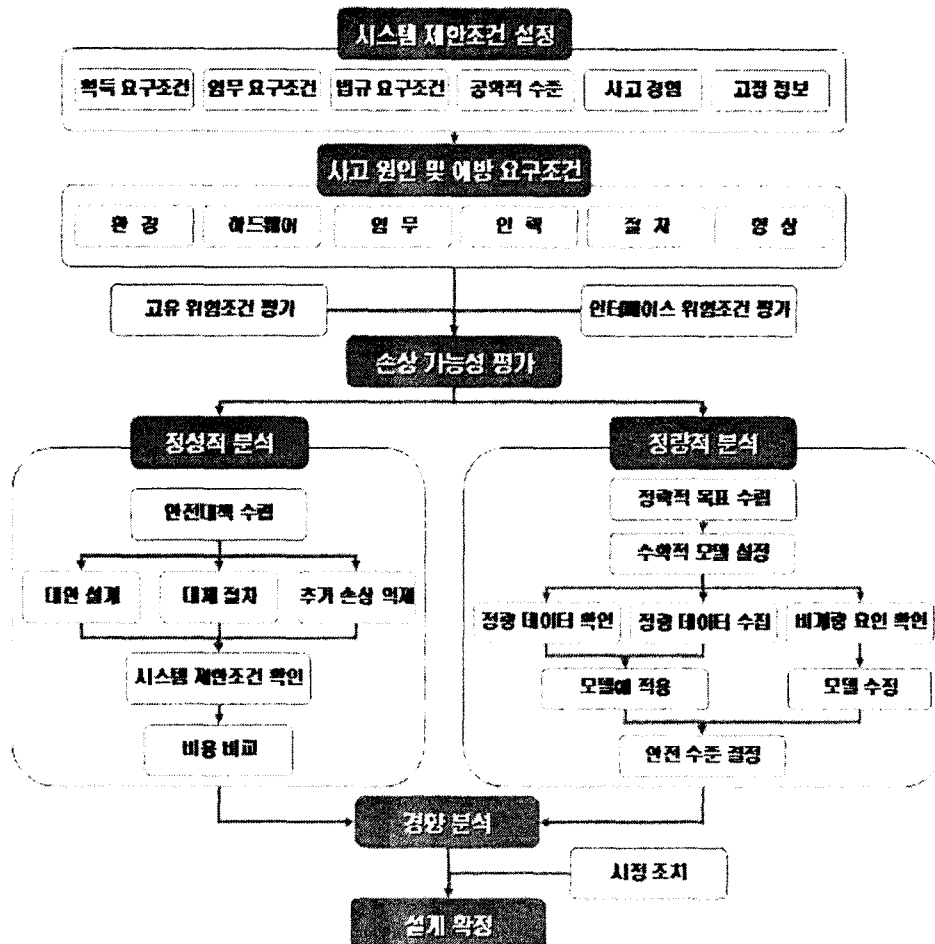 시스템 제한조건 설정
획득 요구조건 임무 요구조건 법규 요구조건 공학적 수준 사고 경험 고장 정보
사고 원인 및 예방 요구조건
환 경 하드웨어 임 무 인 력 절 차 형 상
고유 위험조건 평가 인터페이스 위험조건 평가
손상 가능성 평가
정성적 분석 정량적 분석
안전대책 수립
정략적 목표 수립
수학적 모델 설정
대안 설계 대체 절차 추가 손상 억제
정량 데이터 확인 정량 데이터 수집 비계량 요인 확인
시스템 제한조건 확인
모델에 적용 모델 수정
비용 비교
안전 수준 결정
경향 분석
시정 조치
설계 확정